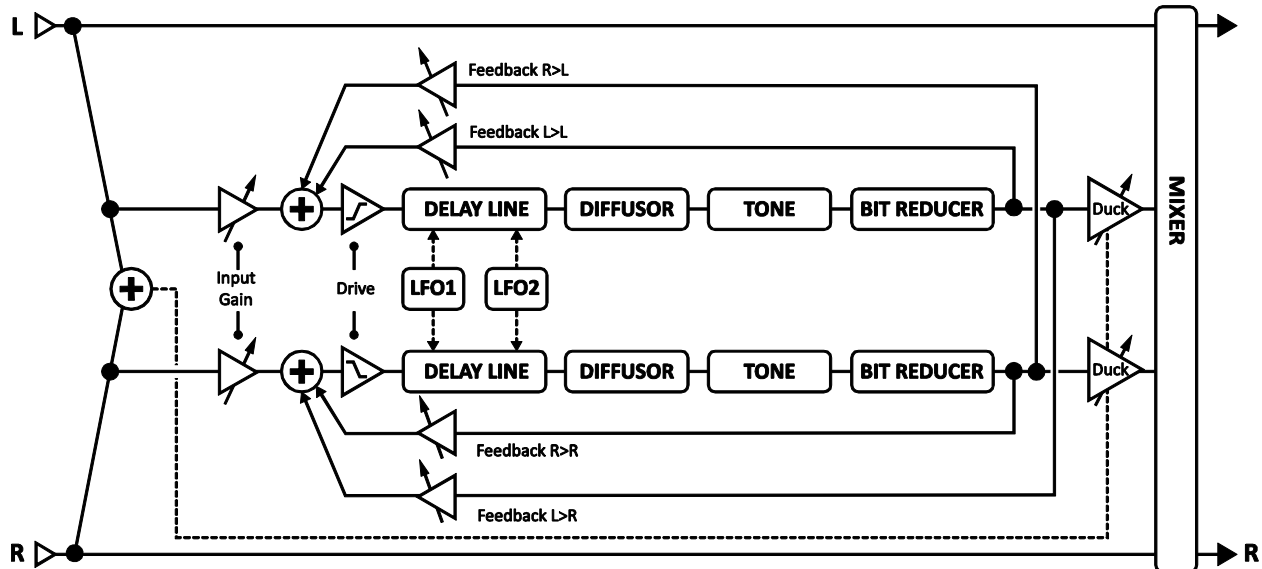 L
Feedback R>L
Feedback L>L
DELAY LINE
DIFFUSOR
TONE
BIT REDUCER
Duck
MIXER
Input
Gain
Drive
LFO1
LFO2
DELAY LINE
DIFFUSOR
TONE
BIT REDUCER
Duck
Feedback R>R
Feedback L>R
R
R